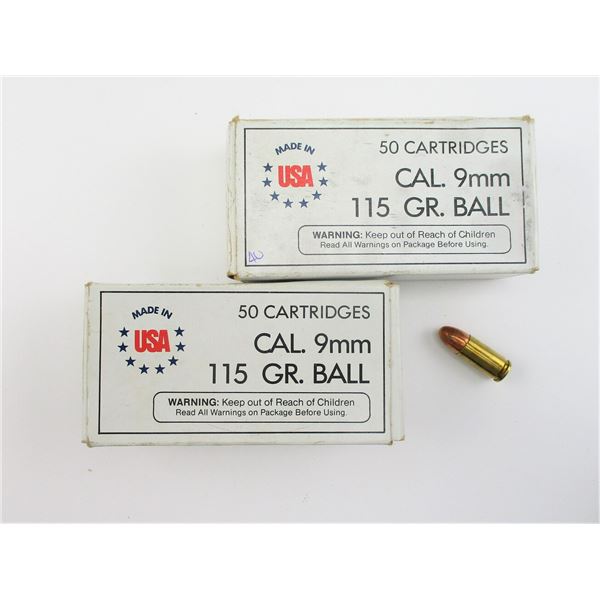 MADE IN
USA
50 CARTRIDGES
CAL. 9mm
115 GR. BALL
WARNING: Keep out of Reach of Children
Read All Warnings on Package Before Using.
MADE IN
USA
50 CARTRIDGES
CAL. 9mm
115 GR. BALL
WARNING: Keep out of Reach of Children
Read All Warnings on Package Before Using.